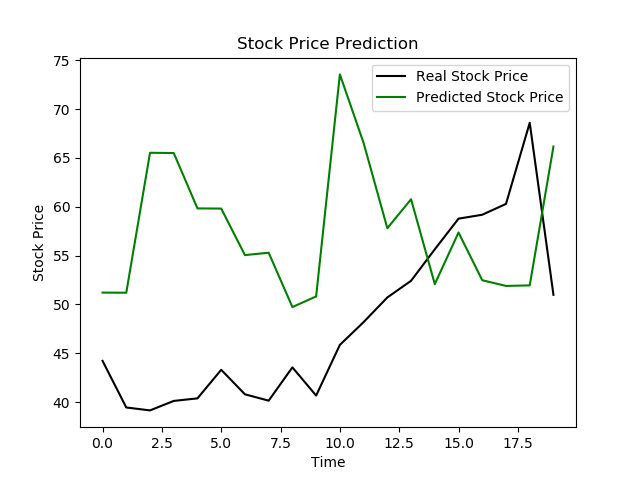 Stock Price Prediction
Real Stock Price
Predicted Stock Price
Stock Price
75
70
65
60
55
50
45
40
0.0 2.5 5.0 7.5 10.0 12.5 15.0 17.5
Time